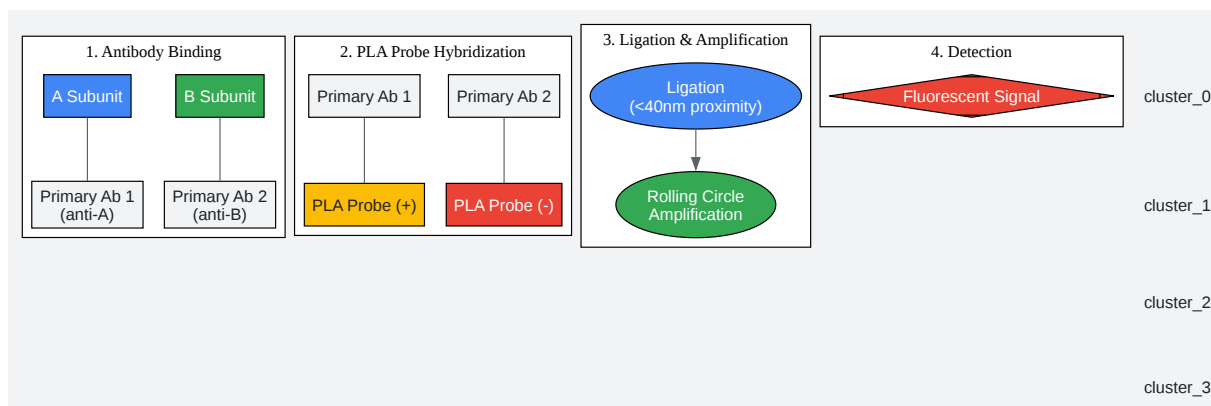 1. Antibody Binding
A Subunit
B Subunit
Primary Ab 1
(anti-A)
Primary Ab 2
(anti-B)
2. PLA Probe Hybridization
Primary Ab 1
Primary Ab 2
PLA Probe (+)
PLA Probe (-)
3. Ligation & Amplification
Ligation
(<40nm proximity)
Rolling Circle
Amplification
4. Detection
Fluorescent Signal
cluster_0
cluster_1
cluster_2
cluster_3